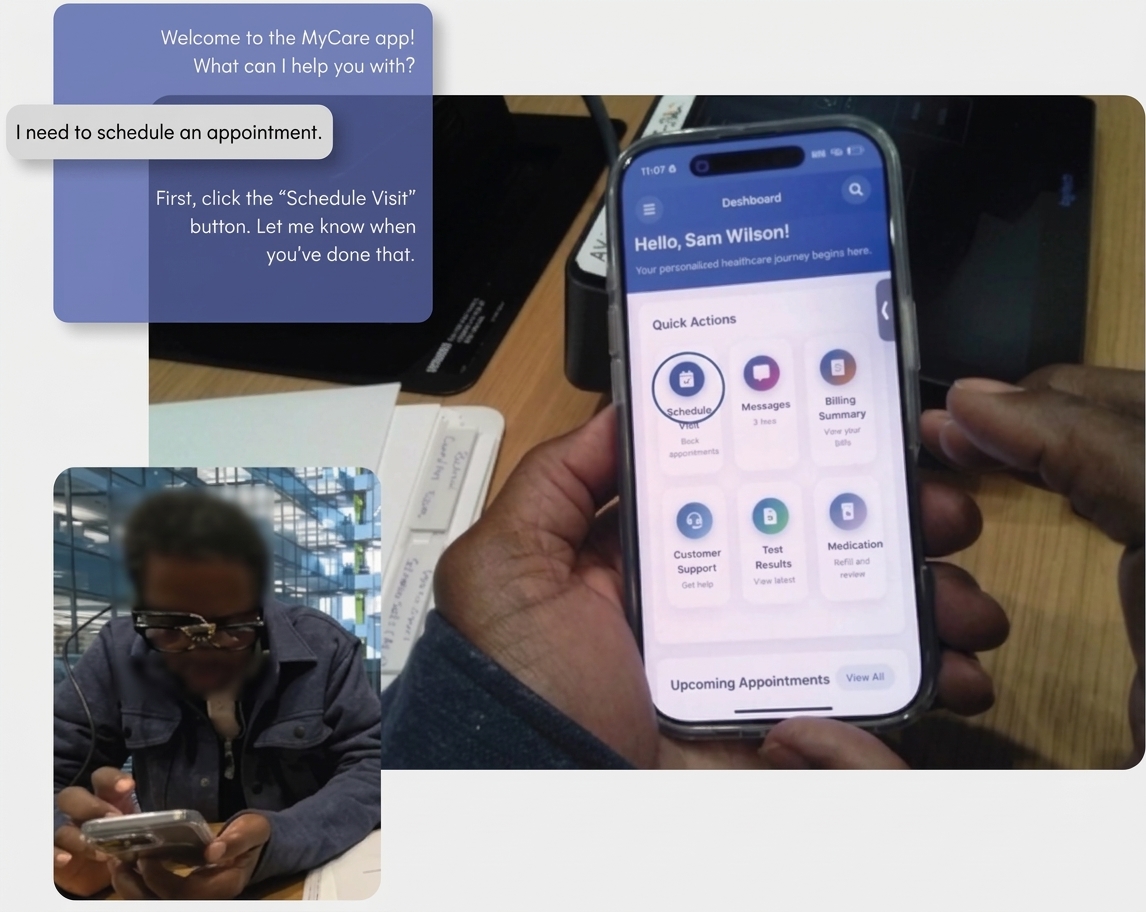 Welcome to the MyCare app!
What can I help you with?
I need to schedule an appointment.
First, click the “Schedule Visit”
button. Let me know when
you've done that.
11:07
Dashboard
Hello, Sam Wilson!
Your personalized healthcare journey begins here.
Quick Actions
Schedule
Visit
Book
appointments
Messages
3
Billing
Summary
View your
bills
Customer
Support
Get help
Test
Results
View latest
Medication
Refill and
review
Upcoming Appointments
View All